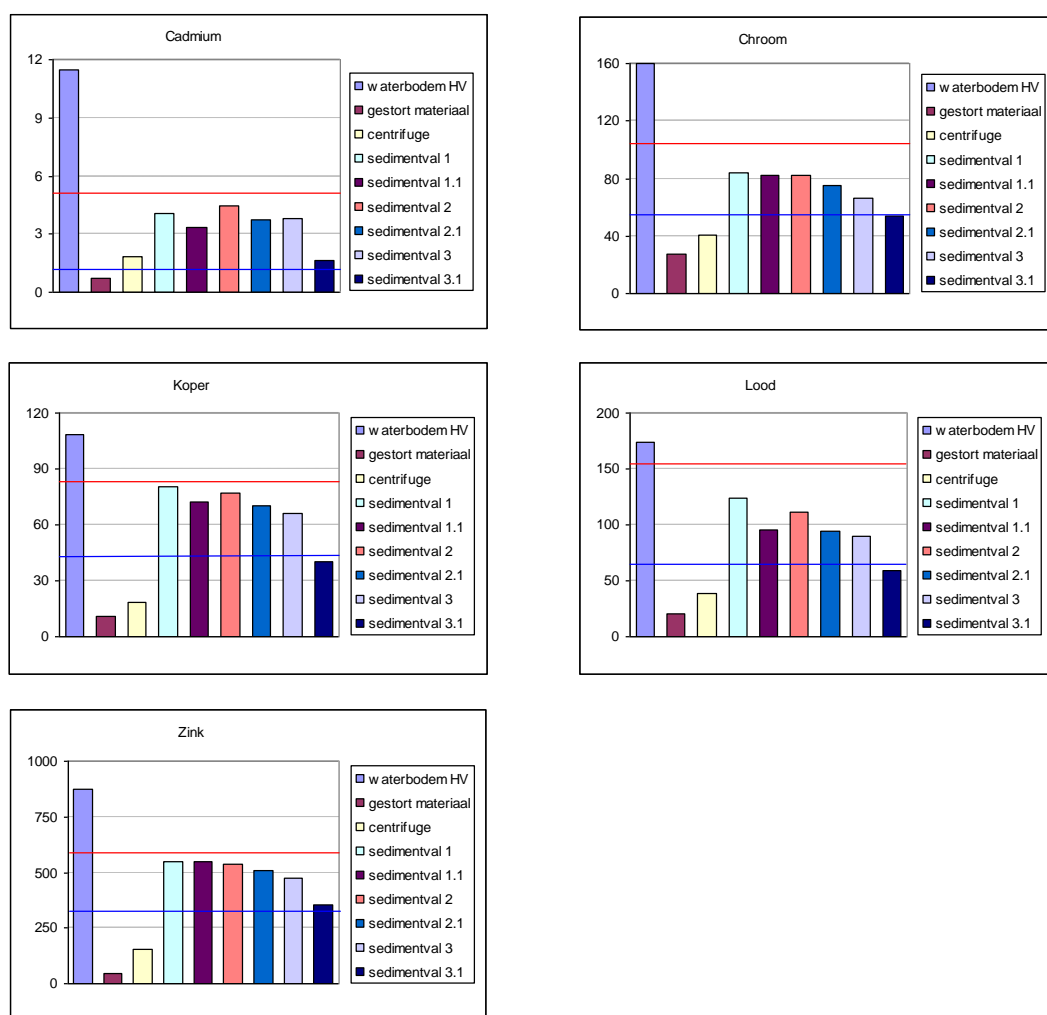 Cadmium
12
9
6
3
0
waterbodem HV
gestort materiaal
centrifuge
sedimentval 1
sedimentval 1.1
sedimentval 2
sedimentval 2.1
sedimentval 3
sedimentval 3.1
Chroom
160
120
80
40
0
waterbodem HV
gestort materiaal
centrifuge
sedimentval 1
sedimentval 1.1
sedimentval 2
sedimentval 2.1
sedimentval 3
sedimentval 3.1
Koper
120
90
60
30
0
waterbodem HV
gestort materiaal
centrifuge
sedimentval 1
sedimentval 1.1
sedimentval 2
sedimentval 2.1
sedimentval 3
sedimentval 3.1
Lood
200
150
100
50
0
waterbodem HV
gestort materiaal
centrifuge
sedimentval 1
sedimentval 1.1
sedimentval 2
sedimentval 2.1
sedimentval 3
sedimentval 3.1
Zink
1000
750
500
250
0
waterbodem HV
gestort materiaal
centrifuge
sedimentval 1
sedimentval 1.1
sedimentval 2
sedimentval 2.1
sedimentval 3
sedimentval 3.1